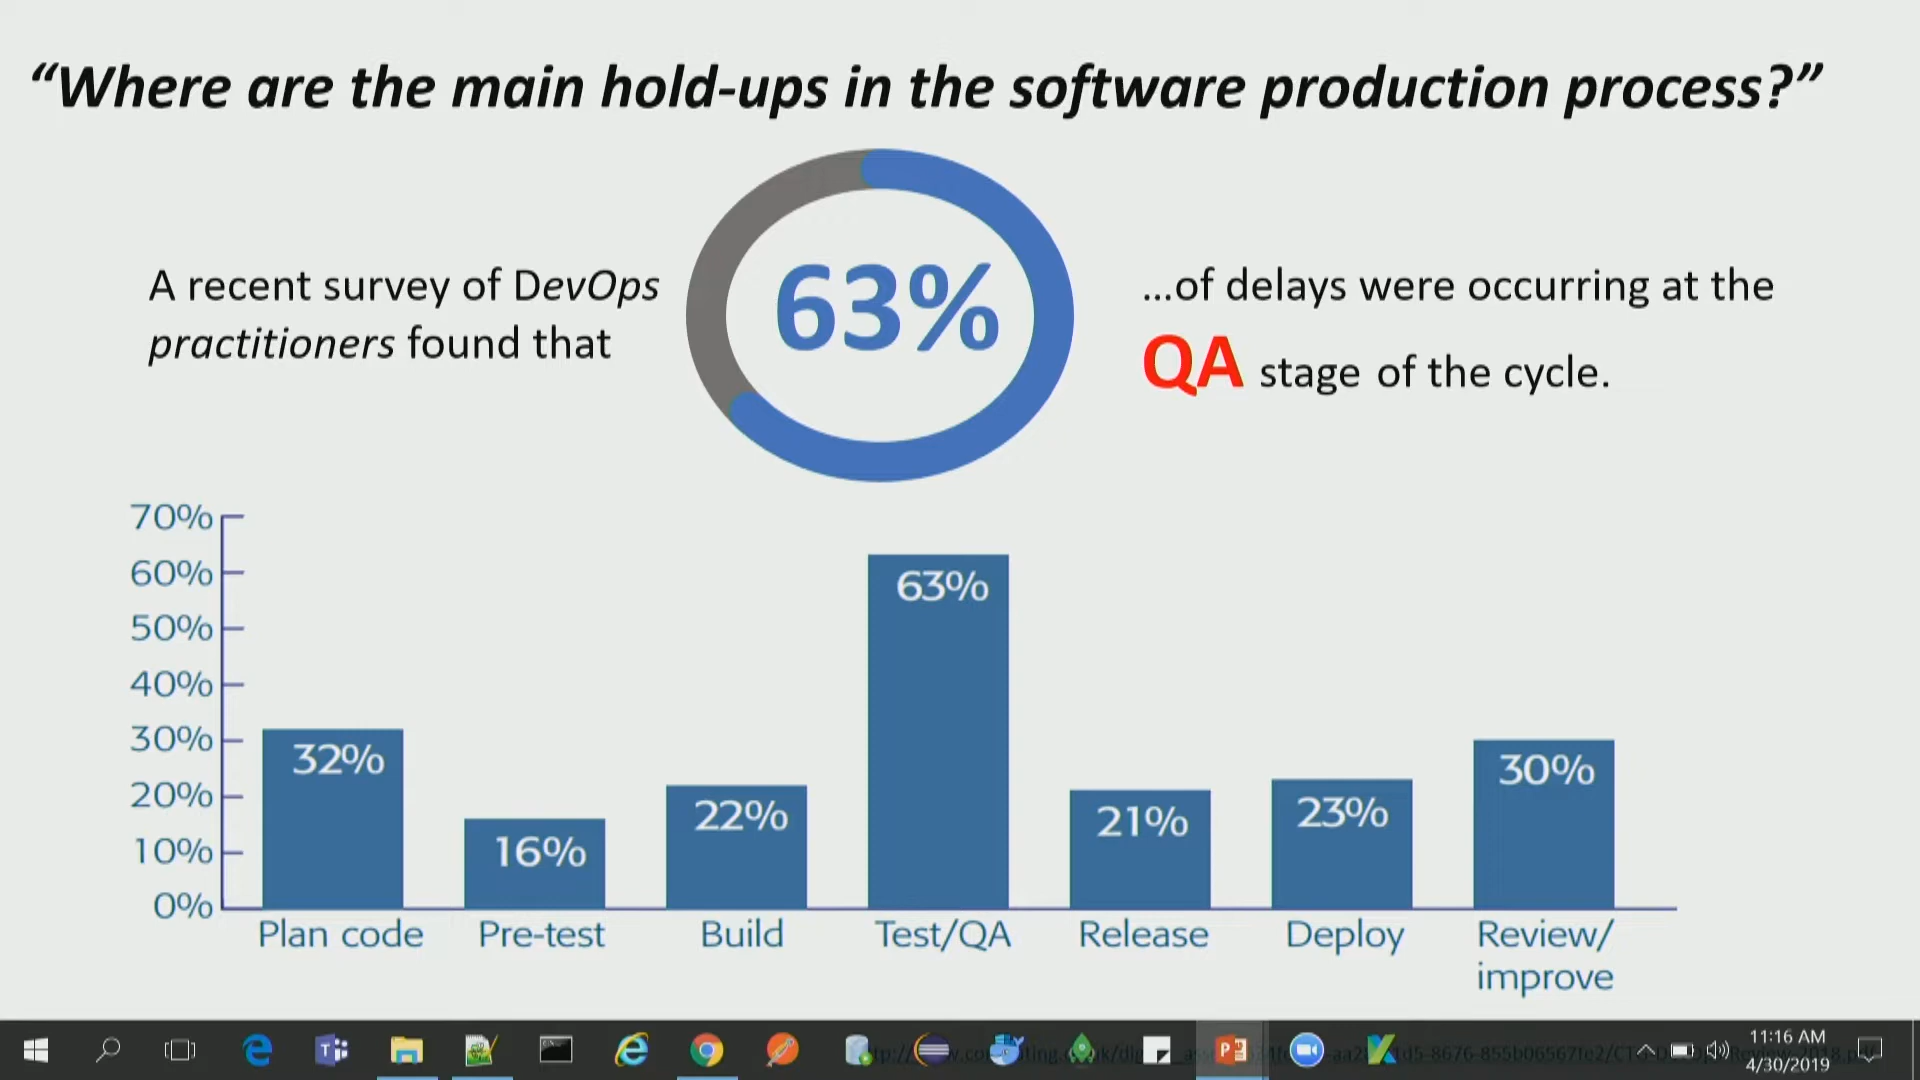 “Where are the main hold-ups in the software production process?”
A recent survey of DevOps
practitioners found that
63%
...of delays were occurring at the
QA stage of the cycle.
70%
60%
50%
40%
30%
20%
10%
0%
32%
16%
22%
63%
21%
23%
30%
Plan code
Pre-test
Build
Test/QA
Release
Deploy
Review/
improve
11:16 AM
4/30/2019